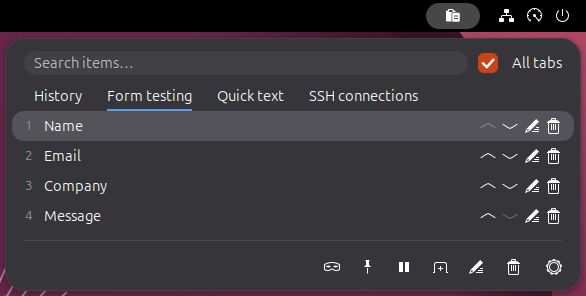 Search items... All tabs
History Form testing Quick text SSH connections
1 Name
2 Email
3 Company
4 Message